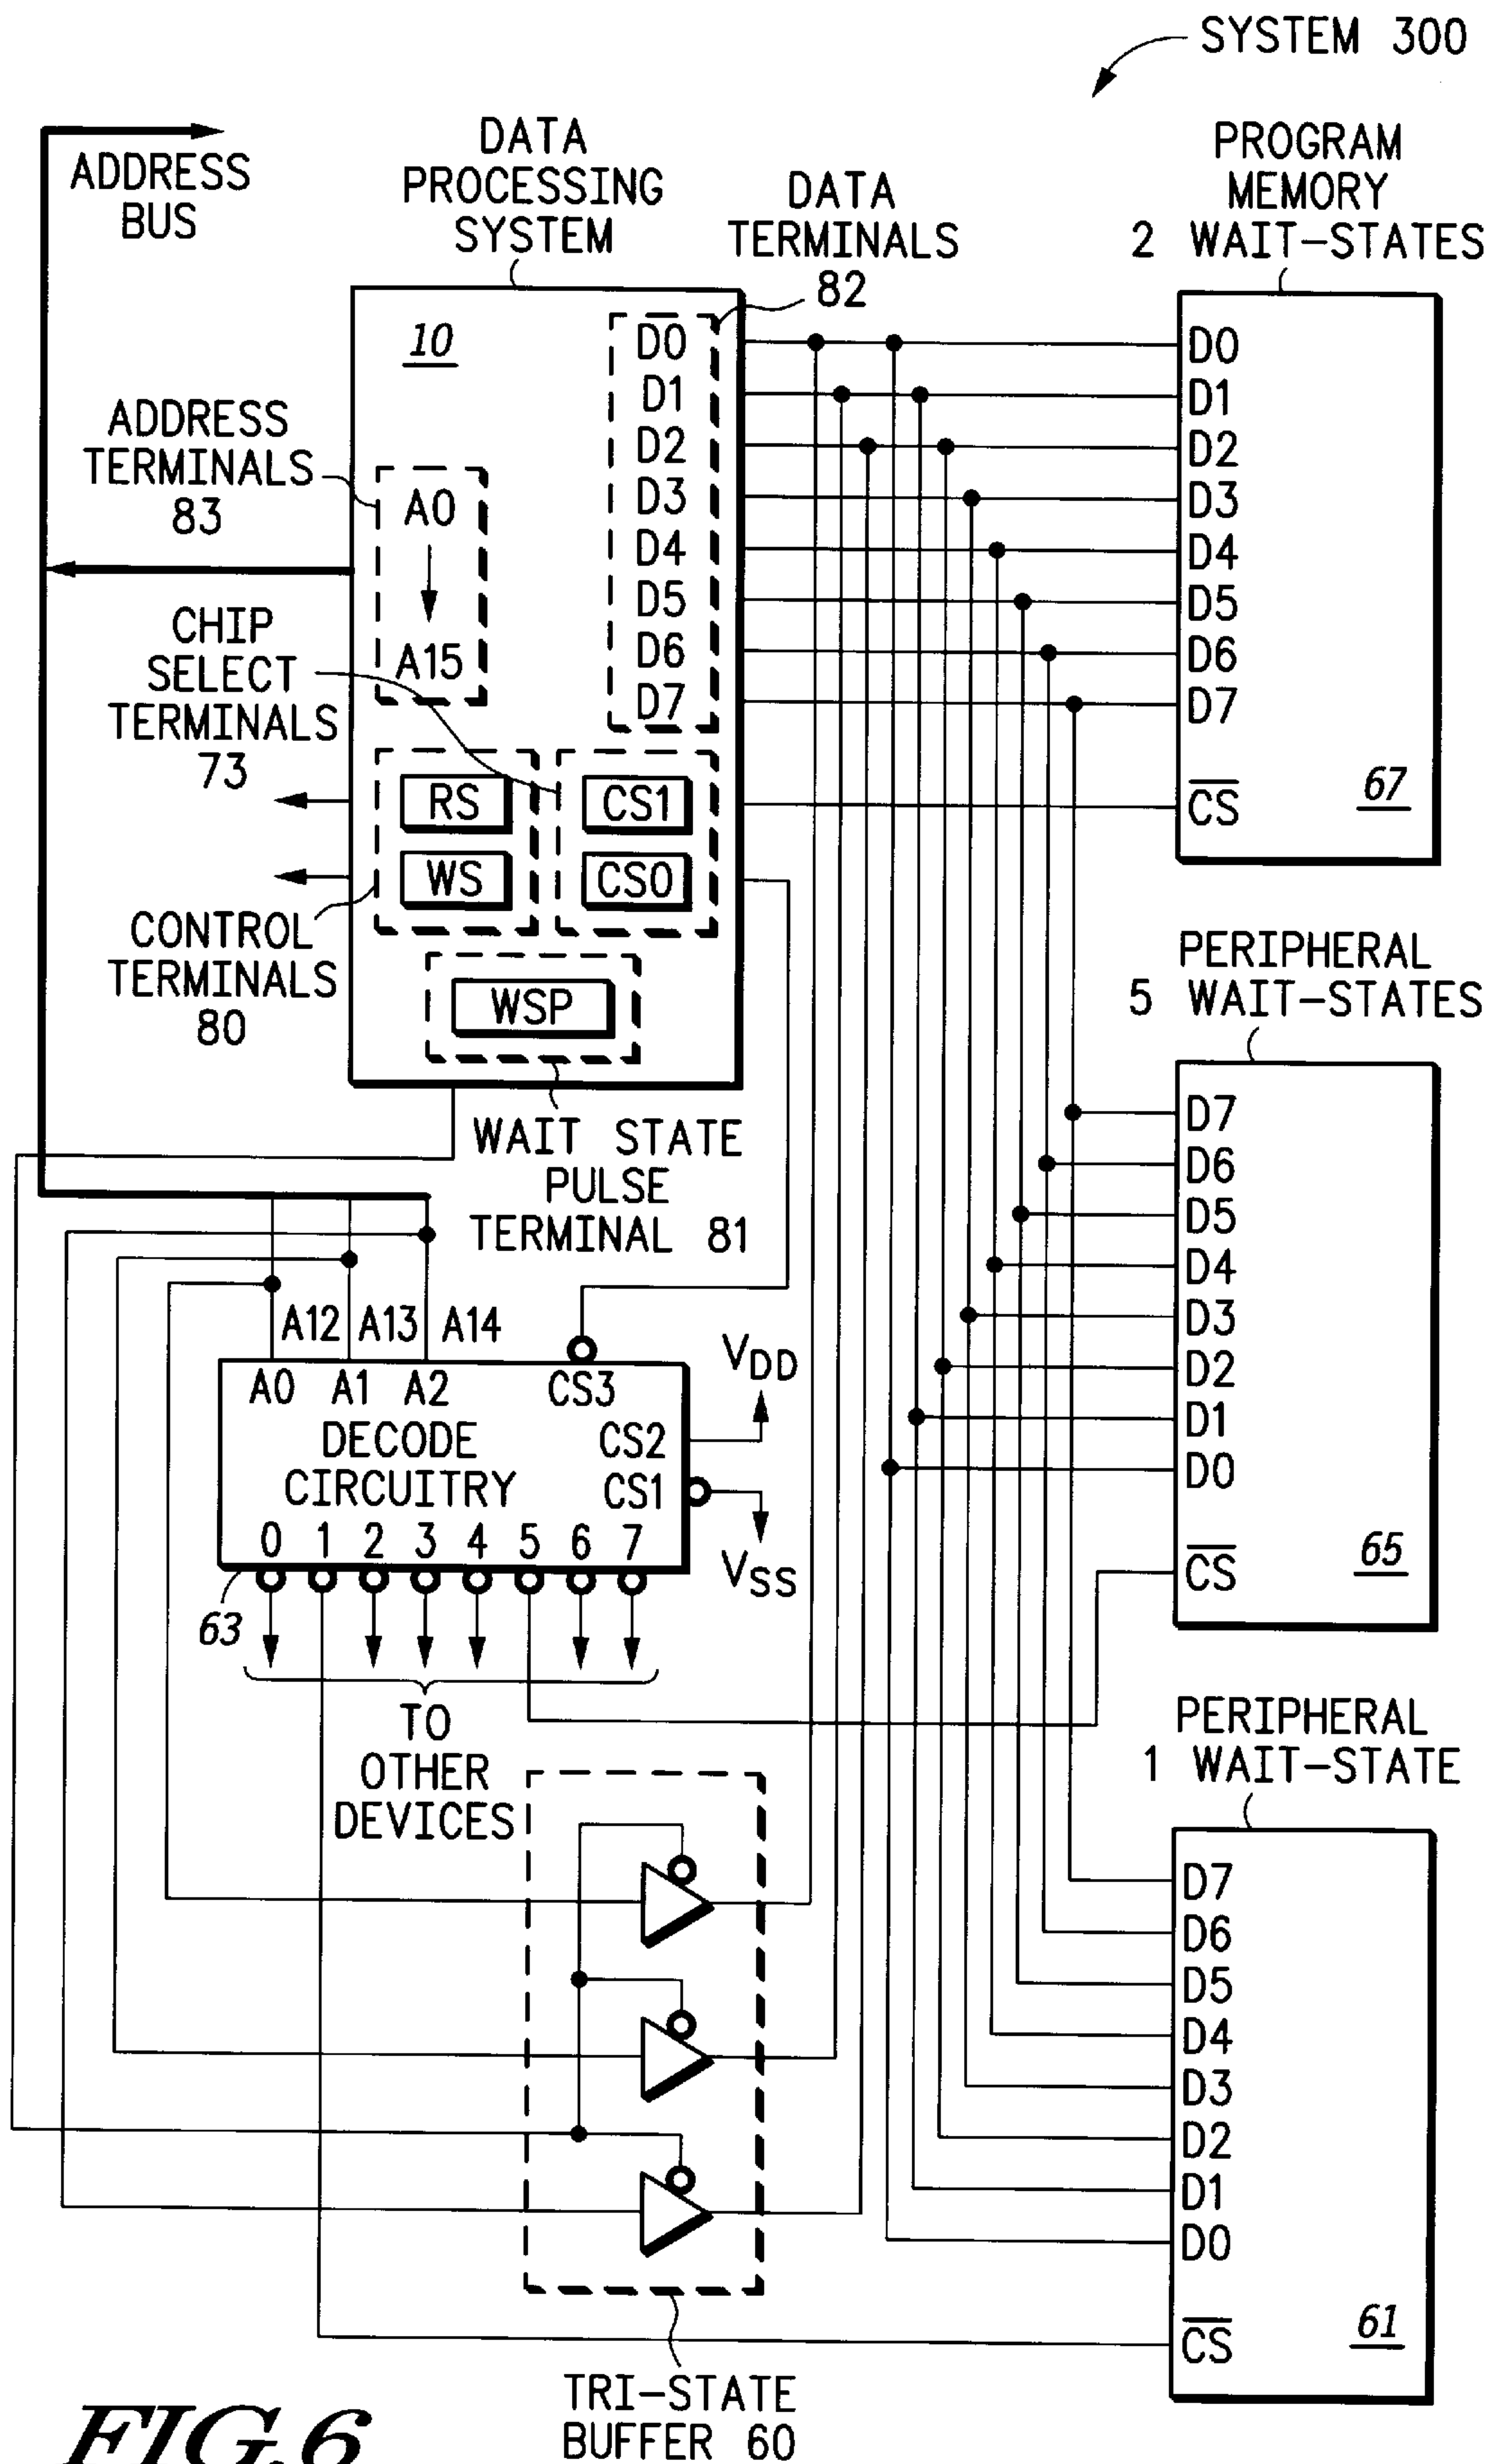 SYSTEM 300
ADDRESS
BUS
DATA
PROCESSING
SYSTEM
DATA
TERMINALS
82
PROGRAM
MEMORY
2 WAIT-STATES
10
D0
D1
D2
D3
D4
D5
D6
D7
ADDRESS
TERMINALS
83
A0
A15
CHIP
SELECT
TERMINALS
73
RS
WS
CS1
CS0
CONTROL
TERMINALS
80
WSP
WAIT STATE
PULSE
TERMINAL 81
D0
D1
D2
D3
D4
D5
D6
D7
CS
67
PERIPHERAL
5 WAIT-STATES
D7
D6
D5
D4
D3
D2
D1
D0
CS
65
A12 A13 A14
A0 A1 A2 CS3
DECODE
CIRCUITRY
CS2
CS1
VDD
VSS
0 1 2 3 4 5 6 7
63
TO
OTHER
DEVICES
PERIPHERAL
1 WAIT-STATE
D7
D6
D5
D4
D3
D2
D1
D0
CS
61
TRI-STATE
BUFFER 60
FIG.6